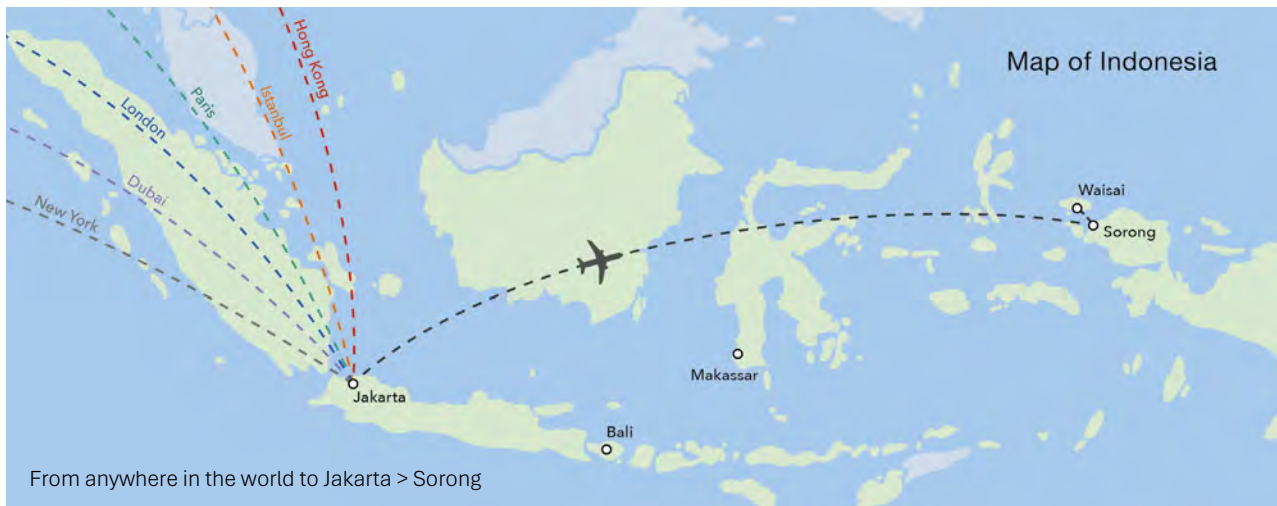 Map of Indonesia
Hong Kong
Istanbul
Paris
London
Dubai
New York
Waisai
Sorong
Makassar
Jakarta
Bali
From anywhere in the world to Jakarta > Sorong